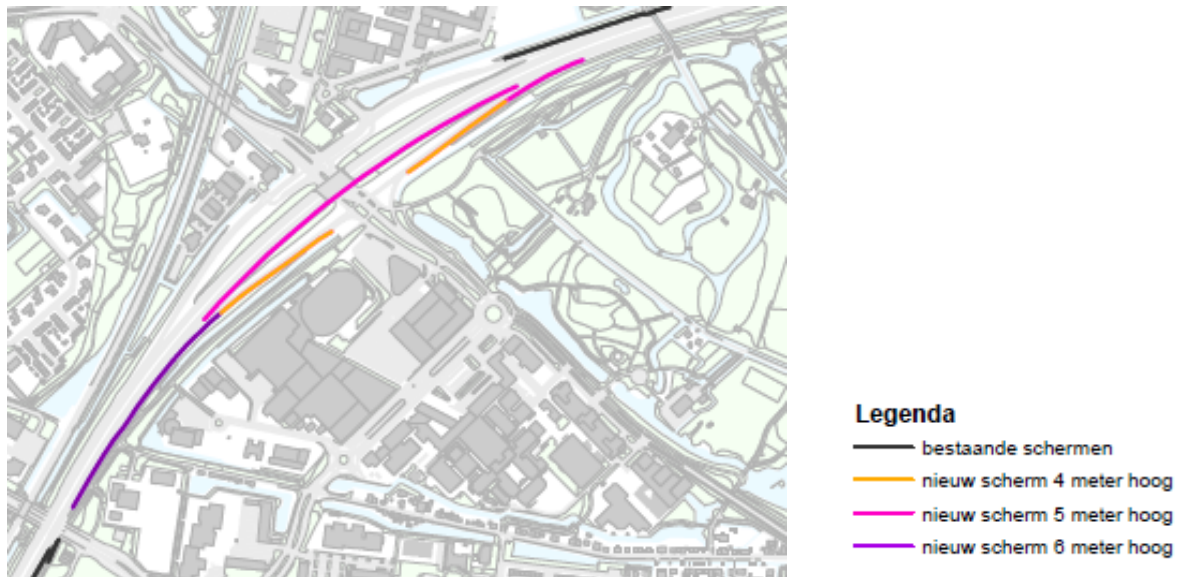 Legenda
bestaande schermen
nieuw scherm 4 meter hoog
nieuw scherm 5 meter hoog
nieuw scherm 6 meter hoog